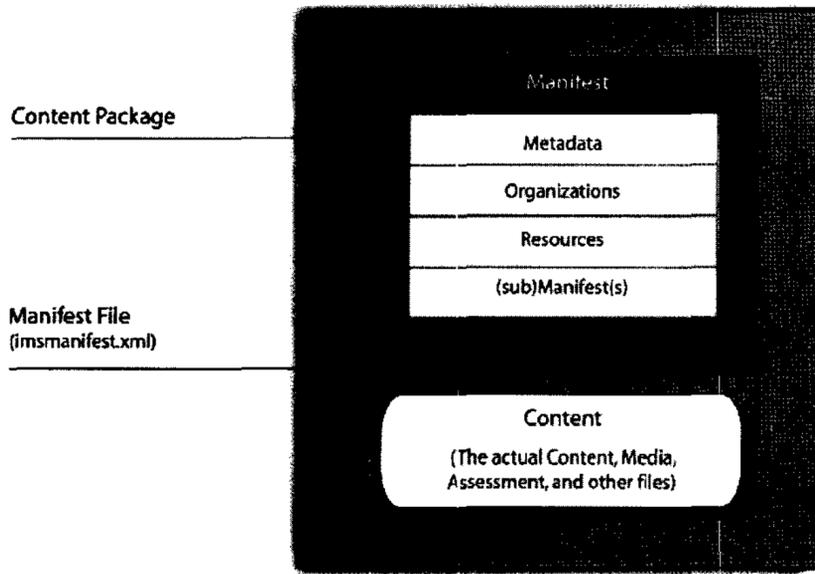 Manifest
Content Package
Metadata
Organizations
Resources
(sub)Manifest(s)
Manifest File
(imsmanifest.xml)
Content
(The actual Content, Media,
Assessment, and other files)